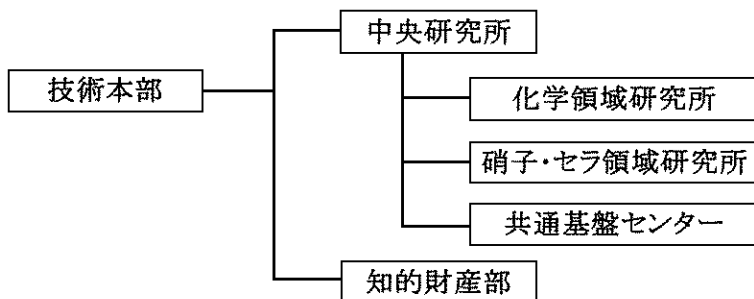 中央研究所
技術本部
化学領域研究所
硝子・セラ領域研究所
共通基盤センター
知的財産部